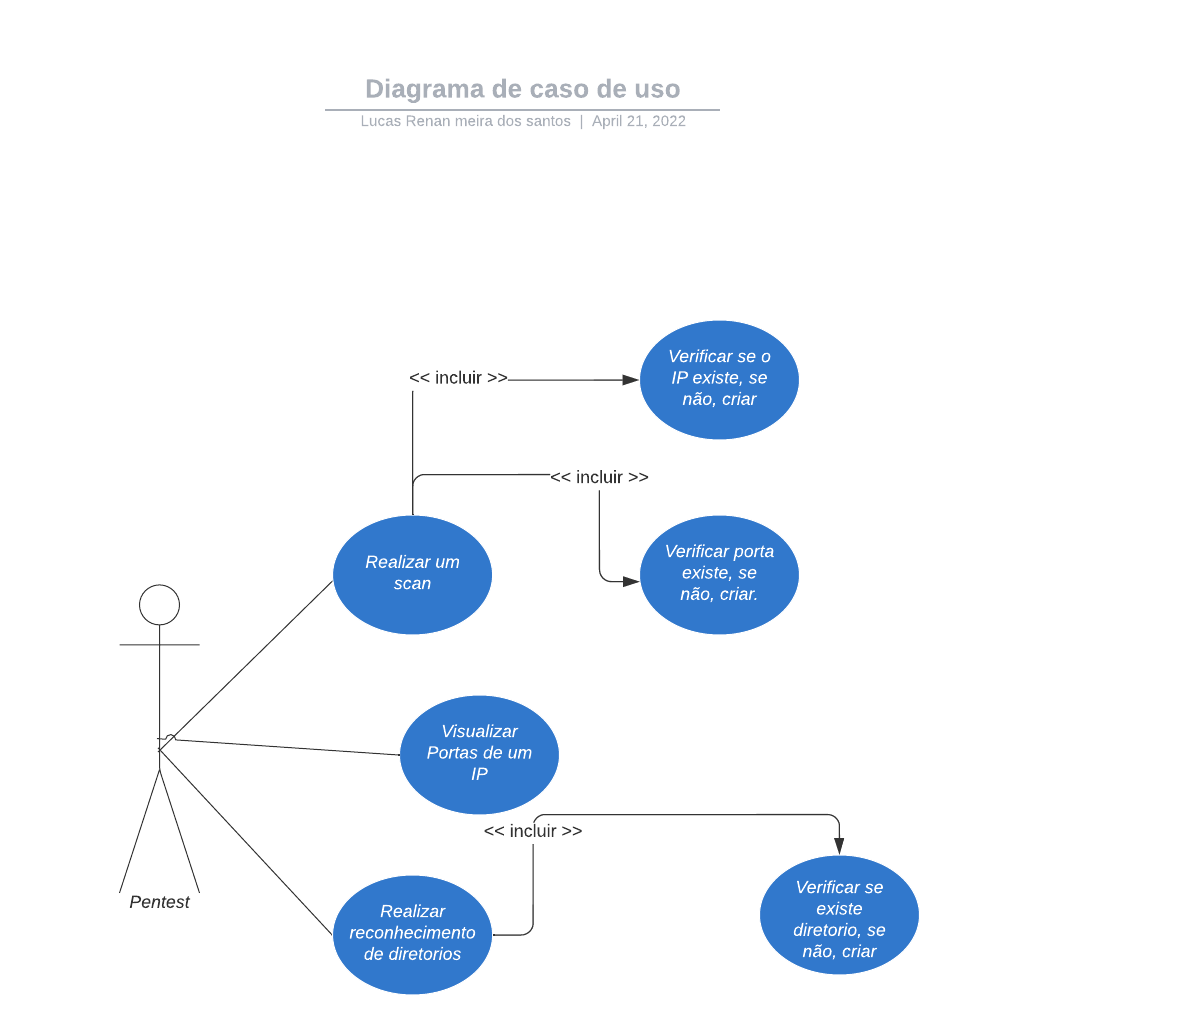 Diagrama de caso de uso
Lucas Renan meira dos santos | April 21, 2022
<< incluir >>
Verificar se o
IP existe, se
não, criar
<< incluir >>
Realizar um
scan
Verificar porta
existe, se
não, criar.
Visualizar
Portas de um
IP
<< incluir >>
Pentest
Realizar
reconhecimento
de diretorios
Verificar se
existe
diretorio, se
não, criar